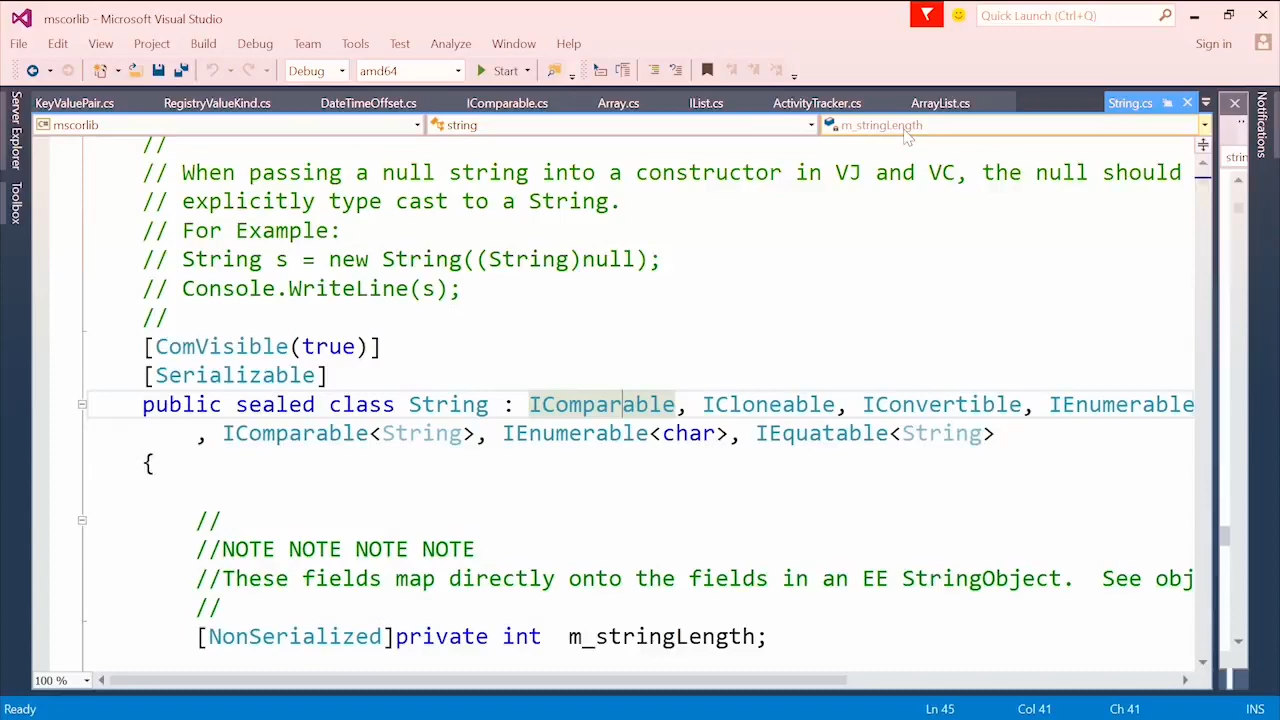 mscorlib - Microsoft Visual Studio
Quick Launch (Ctrl+Q)
File Edit View Project Build Debug Team Tools Test Analyze Window Help
Sign in
Debug amd64 Start
KeyValuePair.cs RegistryValueKind.cs DateTimeOffset.cs IComparable.cs Array.cs IList.cs ActivityTracker.cs ArrayList.cs String.cs
Server Explorer
Toolbox
Notifications
mscorlib string m_stringLength
strin
//
// When passing a null string into a constructor in VJ and VC, the null should
// explicitly type cast to a String.
// For Example:
// String s = new String((String)null);
// Console.WriteLine(s);
//
[ComVisible(true)]
[Serializable]
public sealed class String : IComparable, ICloneable, IConvertible, IEnumerable
, IComparable<String>, IEnumerable<char>, IEquatable<String>
{
//
//NOTE NOTE NOTE NOTE
//These fields map directly onto the fields in an EE StringObject. See obj
//
[NonSerialized]private int m_stringLength;
100 %
Ready Ln 45 Col 41 Ch 41 INS